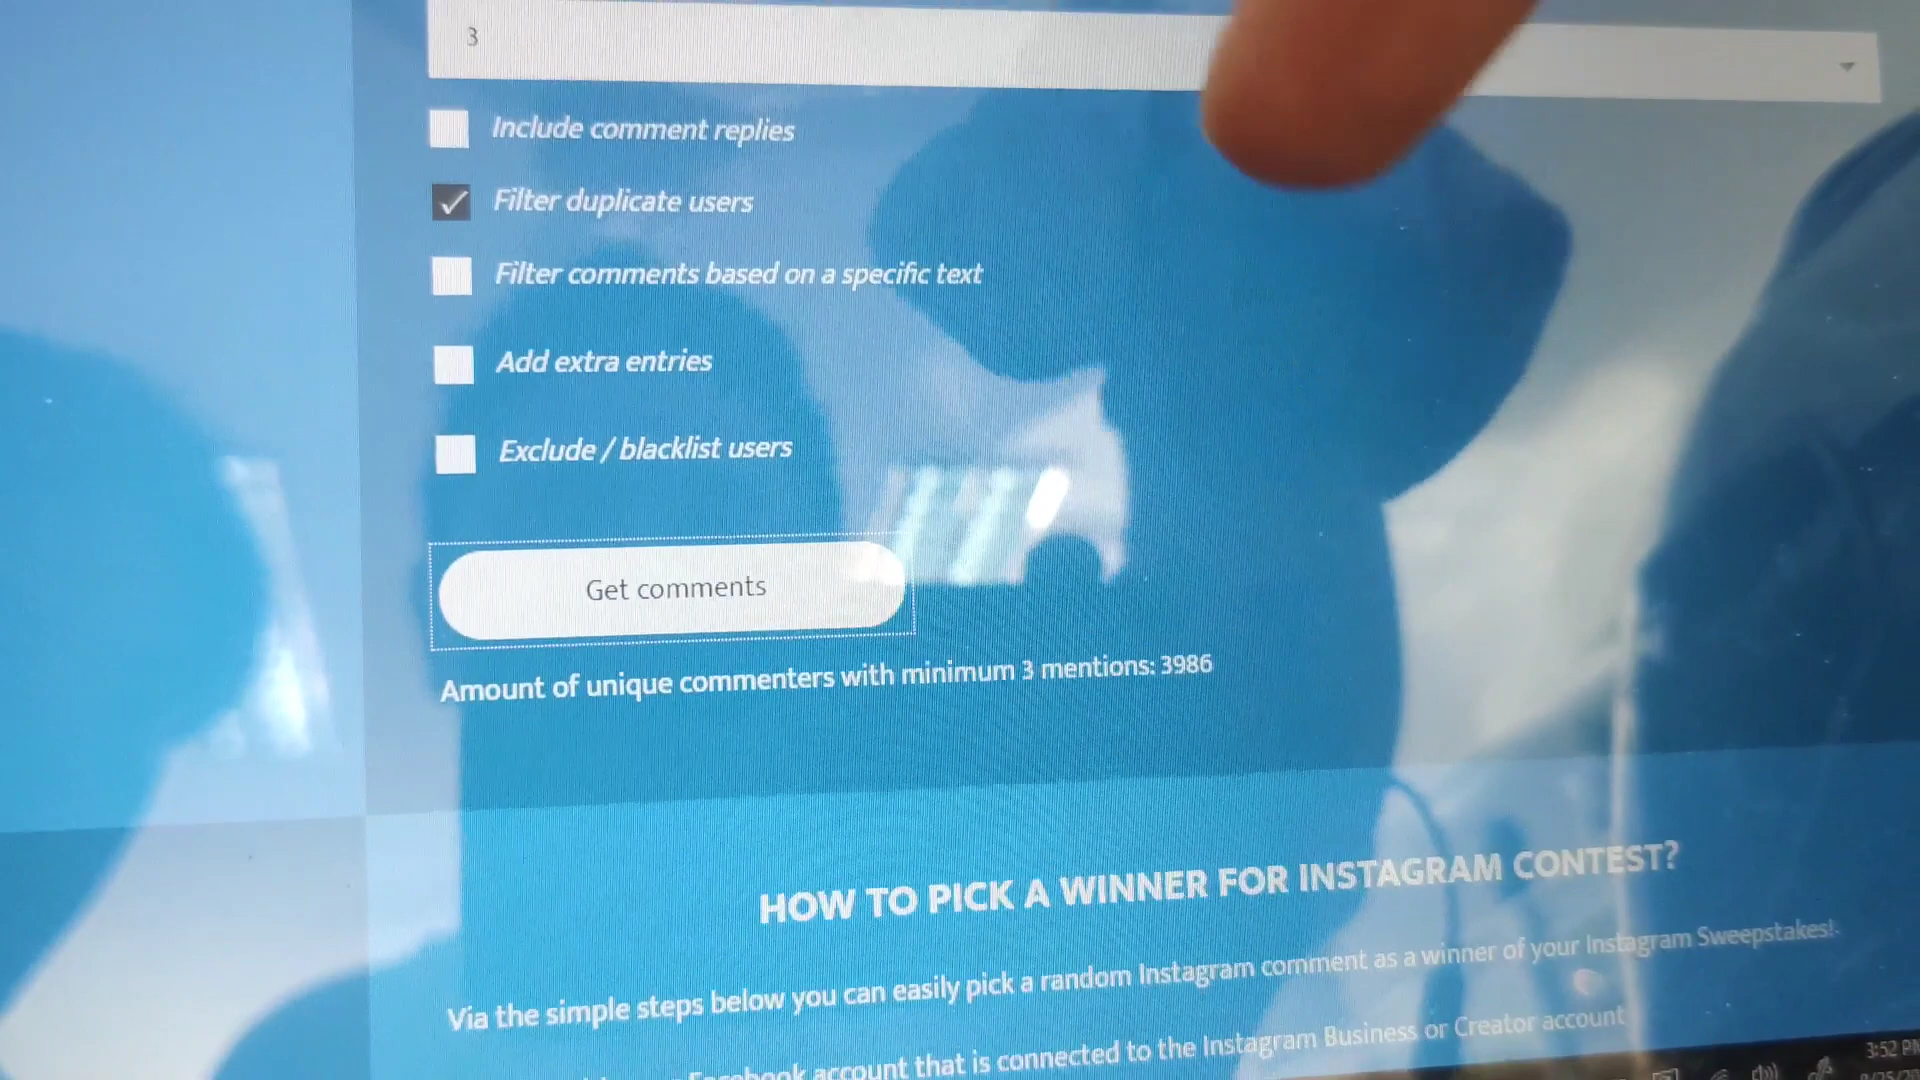 3
Include comment replies
Filter duplicate users
Filter comments based on a specific text
Add extra entries
Exclude / blacklist users
Get comments
Amount of unique commenters with minimum 3 mentions: 3986
HOW TO PICK A WINNER FOR INSTAGRAM CONTEST?
Via the simple steps below you can easily pick a random Instagram comment as a winner of your Instagram Sweepstakes!
Facebook account that is connected to the Instagram Business or Creator account
3:52 PM